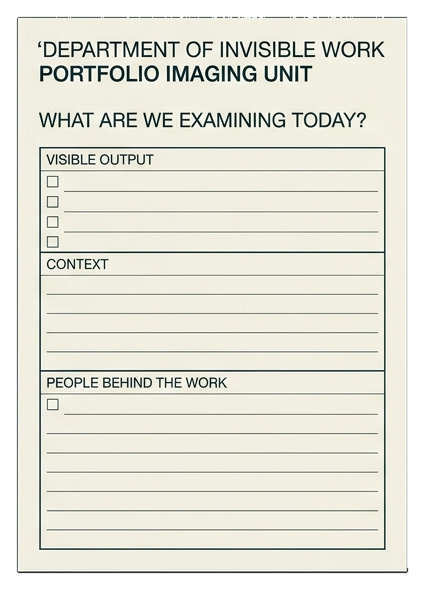 ‘DEPARTMENT OF INVISIBLE WORK
PORTFOLIO IMAGING UNIT
WHAT ARE WE EXAMINING TODAY?
VISIBLE OUTPUT
CONTEXT
PEOPLE BEHIND THE WORK